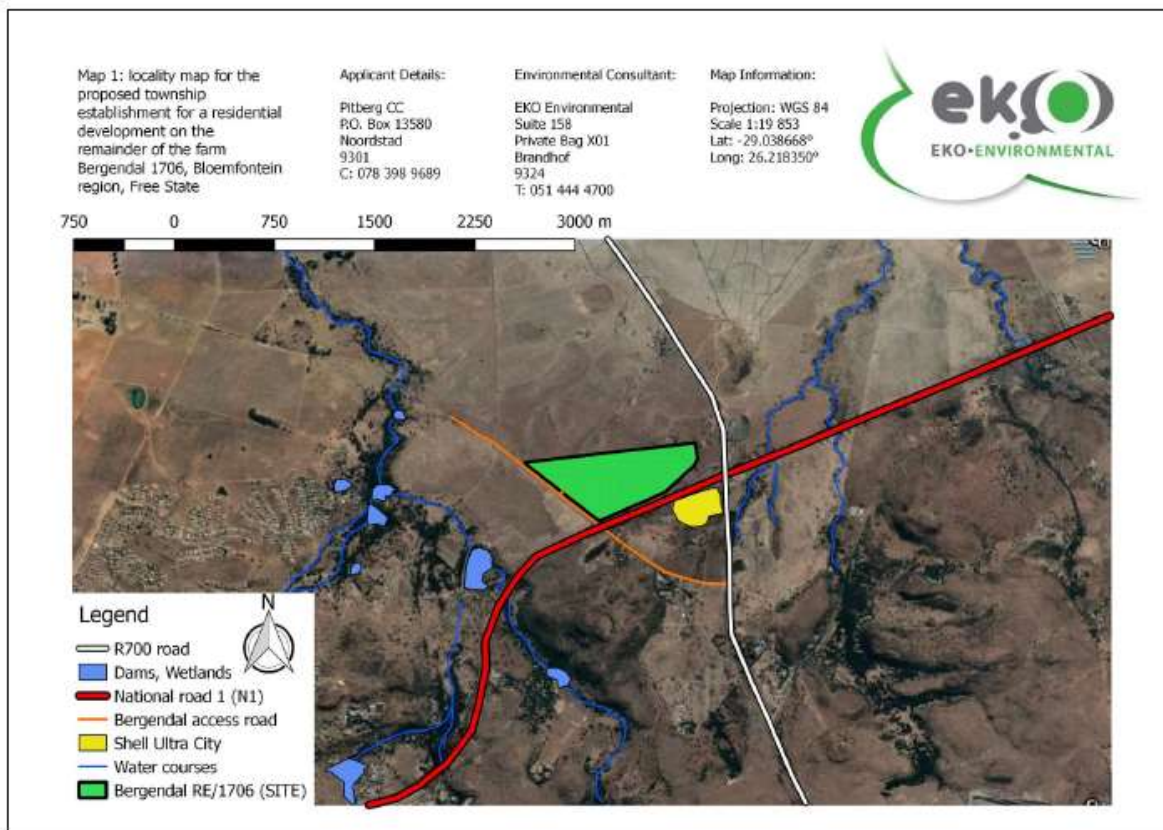 Map 1: locality map for the
proposed township
establishment for a residential
development on the
remainder of the farm
Bergendal 1706, Bloemfontein
region, Free State
Applicant Details:
Pitberg CC
P.O. Box 13580
Noordstad
9301
C: 078 398 9689
Environmental Consultant:
EKO Environmental
Suite 158
Private Bag X01
Brandhof
9324
T: 051 444 4700
Map Information:
Projection: WGS 84
Scale 1:19 853
Lat: -29.038668°
Long: 26.218350°
eko
EKO•ENVIRONMENTAL
750 0 750 1500 2250 3000 m
Legend
N
R700 road
Dams, Wetlands
National road 1 (N1)
Bergendal access road
Shell Ultra City
Water courses
Bergendal RE/1706 (SITE)